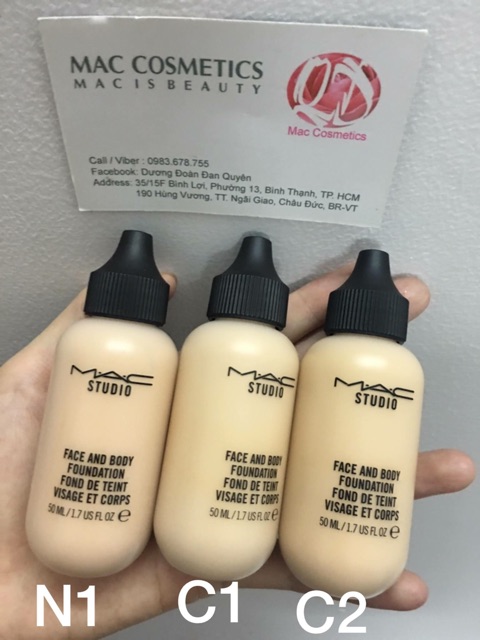 MAC COSMETICS
MAC IS BEAUTY
Mac Cosmetics
Call / Viber : 0983.678.755
Facebook: Dương Đoàn Đan Quyên
Address: 35/15F Bình Lợi, Phường 13, Bình Thạnh, TP. HCM
190 Hùng Vương, TT. Ngãi Giao, Châu Đức, BR-VT
M·A·C
STUDIO
FACE AND BODY
FOUNDATION
FOND DE TEINT
VISAGE ET CORPS
50 ML / 1.7 US FL OZ ℮
M·A·C
STUDIO
FACE AND BODY
FOUNDATION
FOND DE TEINT
VISAGE ET CORPS
50 ML / 1.7 US FL OZ ℮
M·A·C
STUDIO
FACE AND BODY
FOUNDATION
FOND DE TEINT
VISAGE ET CORPS
50 ML / 1.7 US FL OZ ℮
N1
C1
C2